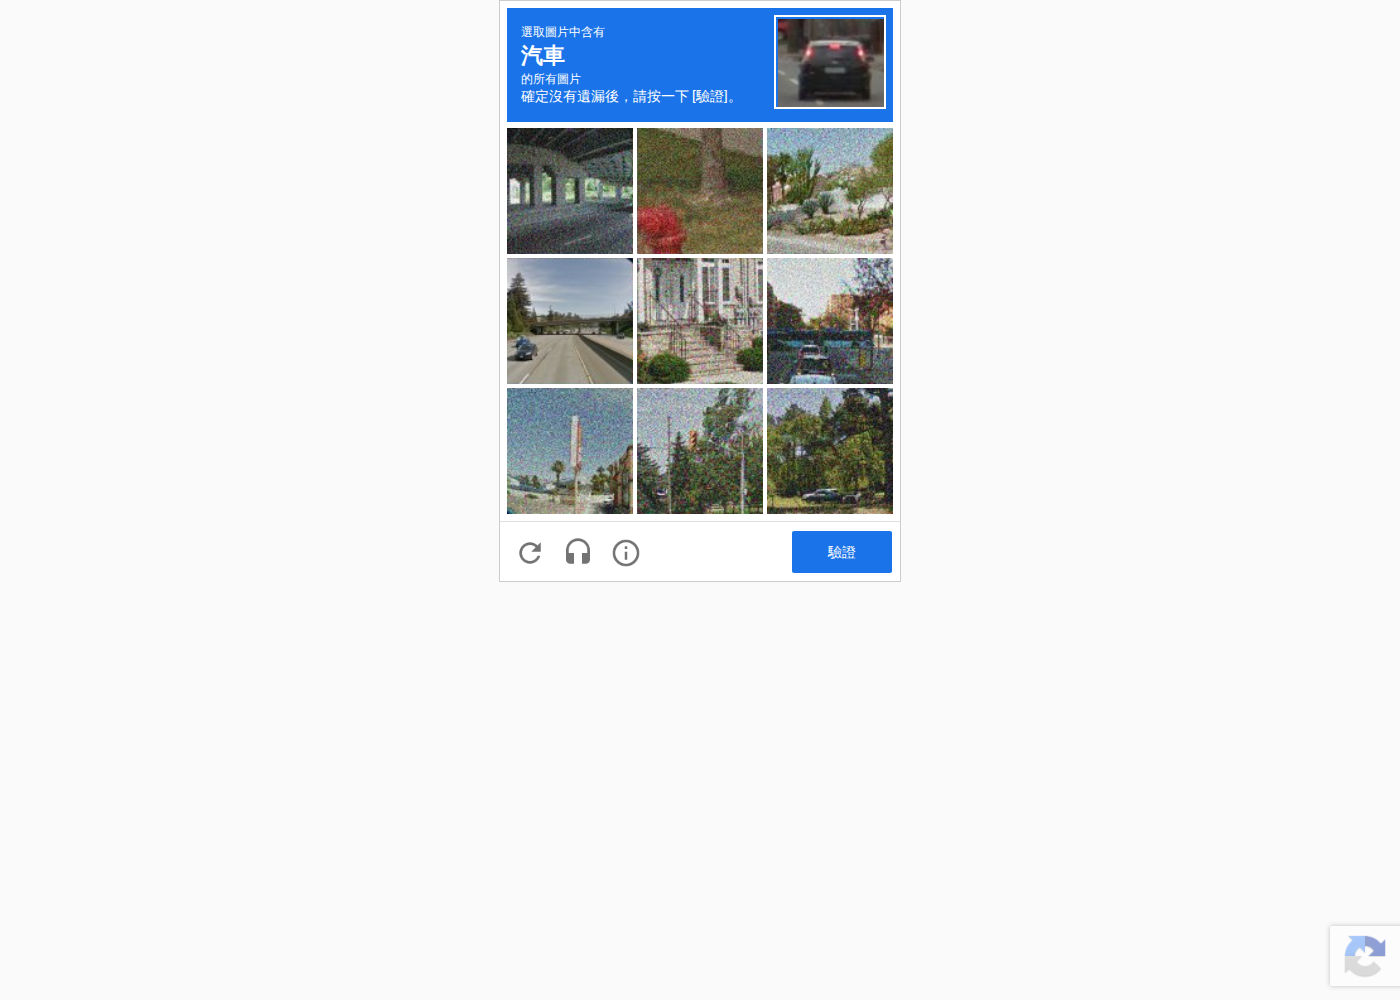 選取圖片中含有
汽車
的所有圖片
確定沒有遺漏後，請按一下 [驗證]。
驗證